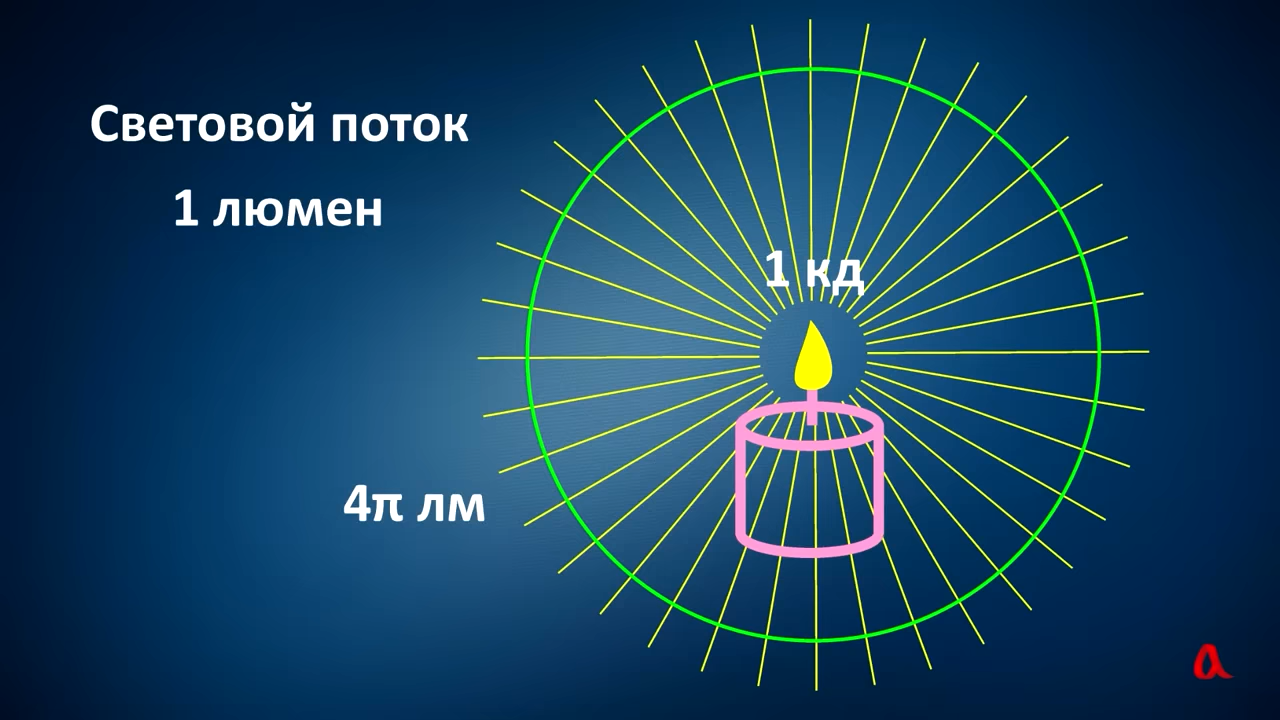 Световой поток
1 люмен
1 кд
4π лм
a